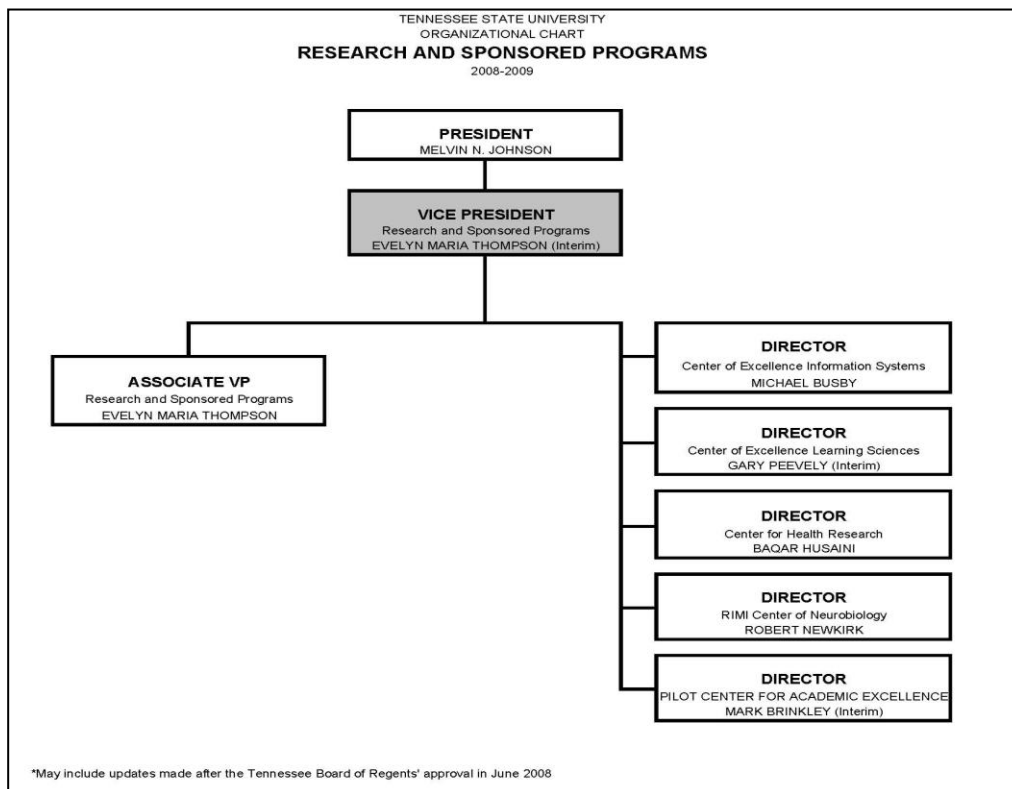 TENNESSEE STATE UNIVERSITY
ORGANIZATIONAL CHART
RESEARCH AND SPONSORED PROGRAMS
2008-2009
PRESIDENT
MELVIN N. JOHNSON
VICE PRESIDENT
Research and Sponsored Programs
EVELYN MARIA THOMPSON (Interim)
ASSOCIATE VP
Research and Sponsored Programs
EVELYN MARIA THOMPSON
DIRECTOR
Center of Excellence Information Systems
MICHAEL BUSBY
DIRECTOR
Center of Excellence Learning Sciences
GARY PEEVELY (Interim)
DIRECTOR
Center for Health Research
BAQAR HUSAINI
DIRECTOR
RIMI Center of Neurobiology
ROBERT NEWKIRK
DIRECTOR
PILOT CENTER FOR ACADEMIC EXCELLENCE
MARK BRINKLEY (Interim)
*May include updates made after the Tennessee Board of Regents' approval in June 2008